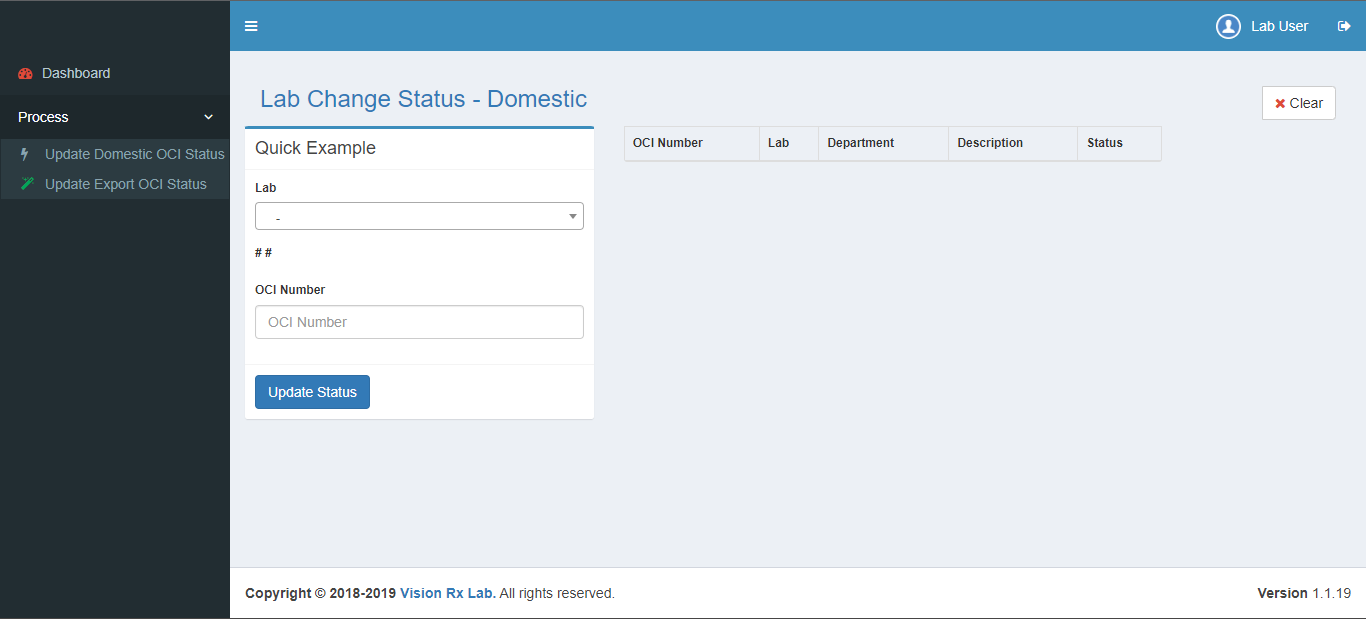 Lab User
Dashboard
Process
Update Domestic OCI Status
Update Export OCI Status
Lab Change Status - Domestic
Clear
Quick Example
Lab
-
# #
OCI Number
OCI Number
Update Status
OCI Number Lab Department Description Status
Copyright © 2018-2019 Vision Rx Lab. All rights reserved.
Version 1.1.19